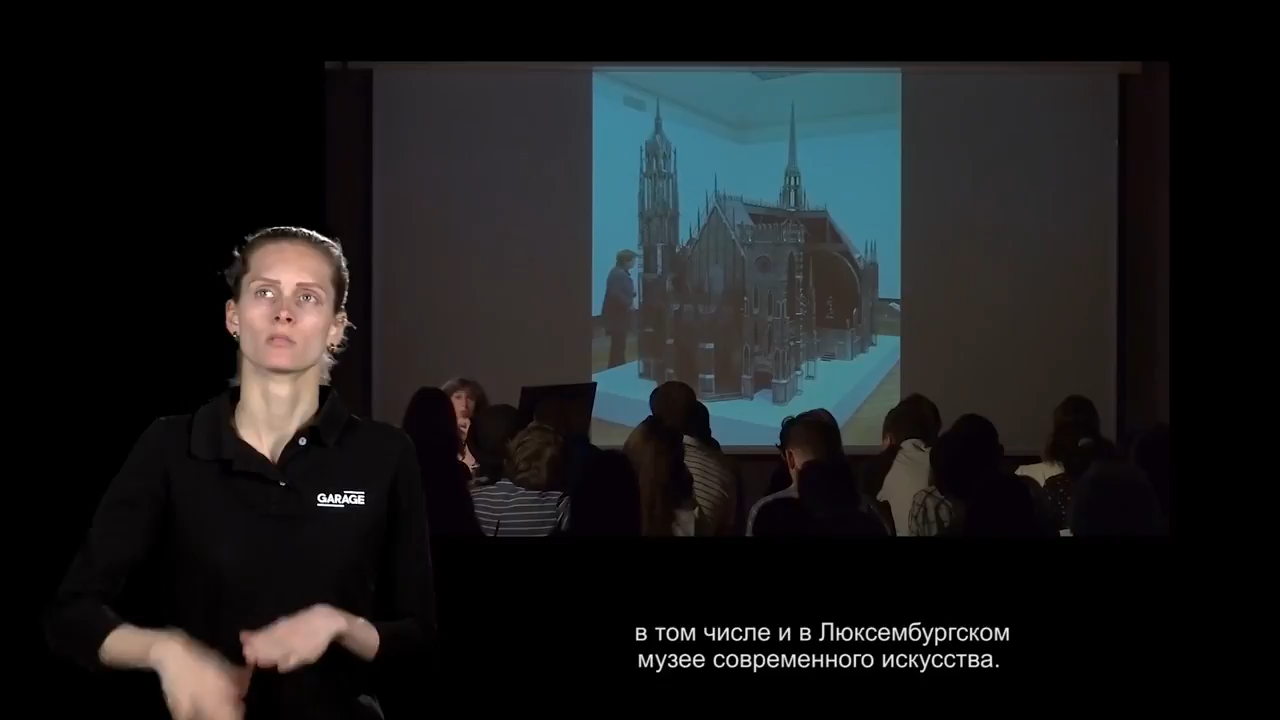 GARAGE
в том числе и в Люксембургском
музее современного искусства.